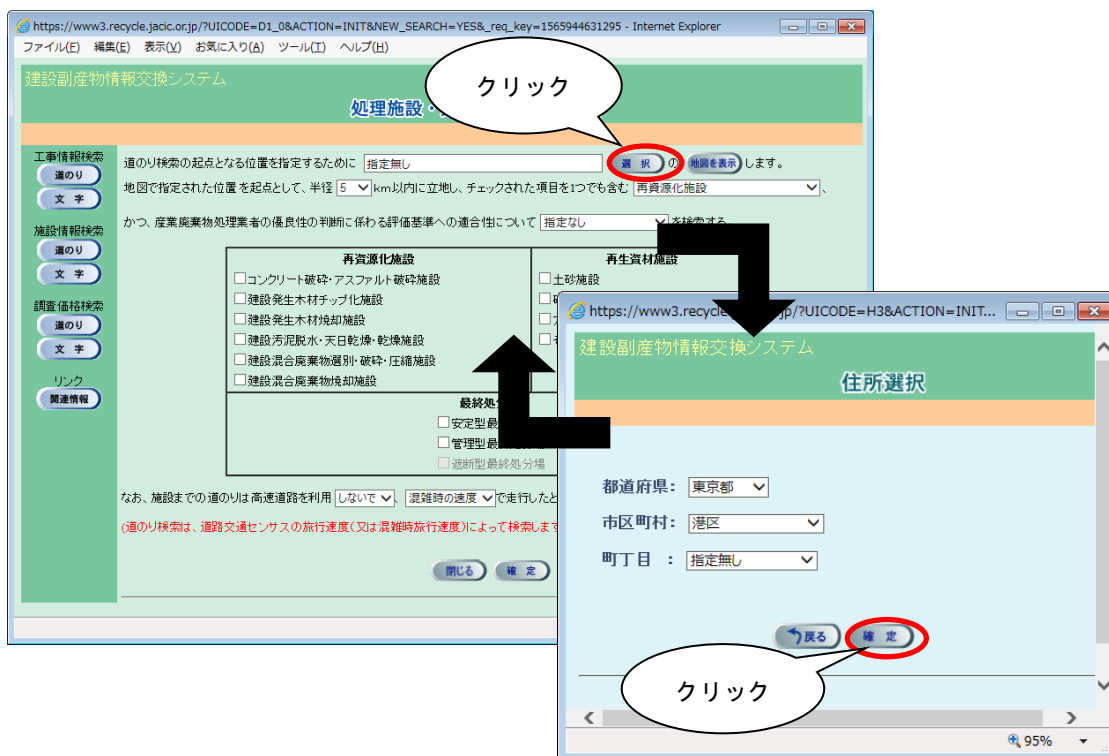 https://www3.recycle.jacic.or.jp/?UICODE=D1_0&ACTION=INIT&NEW_SEARCH=YES&_req_key=1565944631295 - Internet Explorer
ファイル(F) 編集(E) 表示(V) お気に入り(A) ツール(T) ヘルプ(H)
建設副産物情報交換システム
クリック
処理施設・
工事情報検索
道のり
文 字
施設情報検索
道のり
文 字
調査価格検索
道のり
文 字
リンク
関連情報
道のり検索の起点となる位置を指定するために 指定無し 選 択 の 地図を表示 します。
地図で指定された位置を起点として、半径 5 km以内に立地し、チェックされた項目を1つでも含む 再資源化施設 、
かつ、産業廃棄物処理業者の優良性の判断に係わる評価基準への適合性について 指定なし を検索する
再資源化施設
コンクリート破砕・アスファルト破砕施設
建設発生木材チップ化施設
建設発生木材焼却施設
建設汚泥脱水・天日乾燥・乾燥施設
建設混合廃棄物選別・破砕・圧縮施設
建設混合廃棄物焼却施設
再生資材施設
土砂施設
最終処
安定型最
管理型最
遮断型最終処分場
なお、施設までの道のりは高速道路を利用 しないで 、 混雑時の速度 で走行したと
(道のり検索は、道路交通センサスの旅行速度(又は混雑時旅行速度)によって検索します
閉じる 確 定
https://www3.recycle jp/?UICODE=H3&ACTION=INIT...
建設副産物情報交換システム
住所選択
都道府県： 東京都
市区町村： 港区
町丁目 ： 指定無し
戻る 確 定
クリック
95%